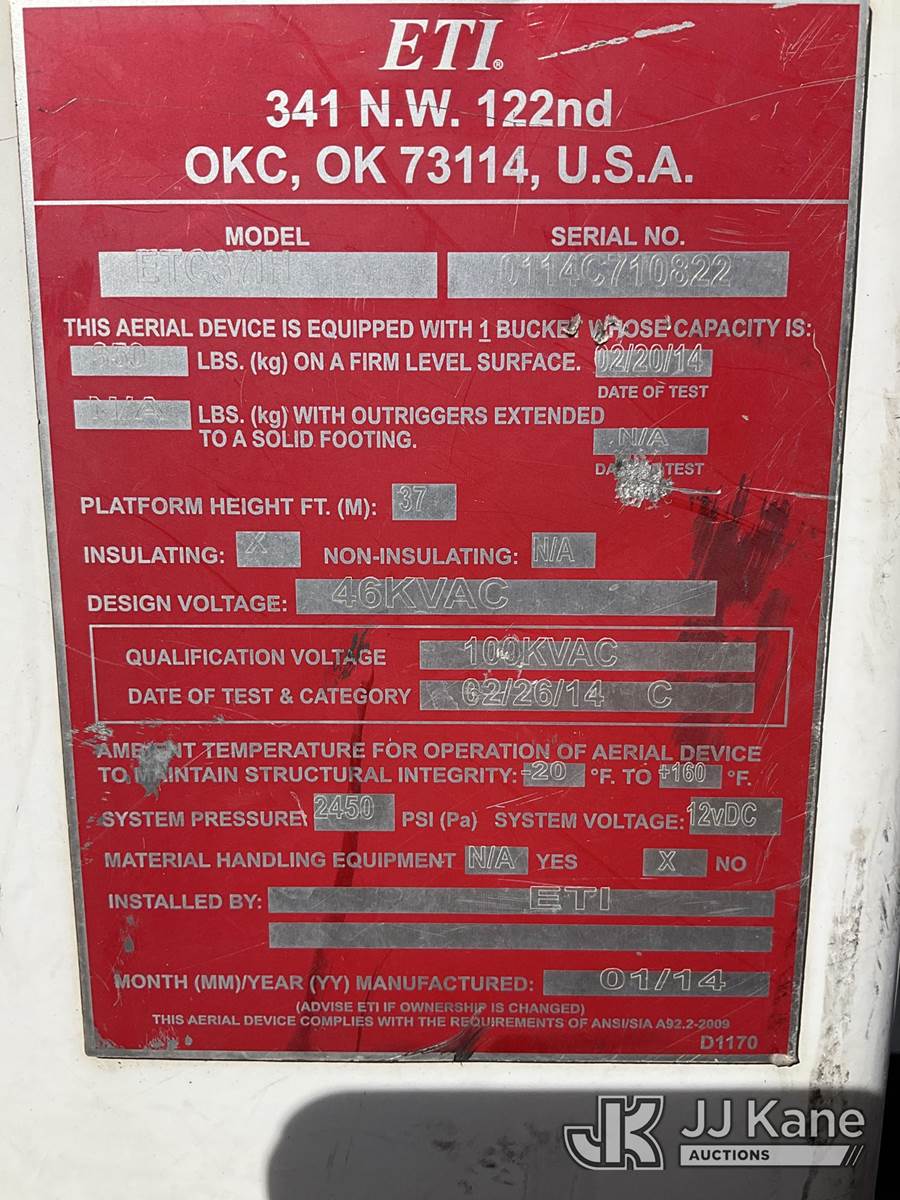 ETI®
341 N.W. 122nd
OKC, OK 73114, U.S.A.
MODEL SERIAL NO.
ETC37IH 0114C710822
THIS AERIAL DEVICE IS EQUIPPED WITH 1 BUCKET WHOSE CAPACITY IS:
350 LBS. (kg) ON A FIRM LEVEL SURFACE. 02/20/14
DATE OF TEST
N/A LBS. (kg) WITH OUTRIGGERS EXTENDED
TO A SOLID FOOTING. N/A
DATE OF TEST
PLATFORM HEIGHT FT. (M): 37
INSULATING: X NON-INSULATING: N/A
DESIGN VOLTAGE: 46KVAC
QUALIFICATION VOLTAGE 100KVAC
DATE OF TEST & CATEGORY 02/26/14 C
AMBIENT TEMPERATURE FOR OPERATION OF AERIAL DEVICE
TO MAINTAIN STRUCTURAL INTEGRITY: -20 °F. TO +160 °F.
SYSTEM PRESSURE: 2450 PSI (Pa) SYSTEM VOLTAGE: 12vDC
MATERIAL HANDLING EQUIPMENT N/A YES X NO
INSTALLED BY: ETI
MONTH (MM)/YEAR (YY) MANUFACTURED: 01/14
(ADVISE ETI IF OWNERSHIP IS CHANGED)
THIS AERIAL DEVICE COMPLIES WITH THE REQUIREMENTS OF ANSI/SIA A92.2-2009
D1170
JK JJ Kane
AUCTIONS